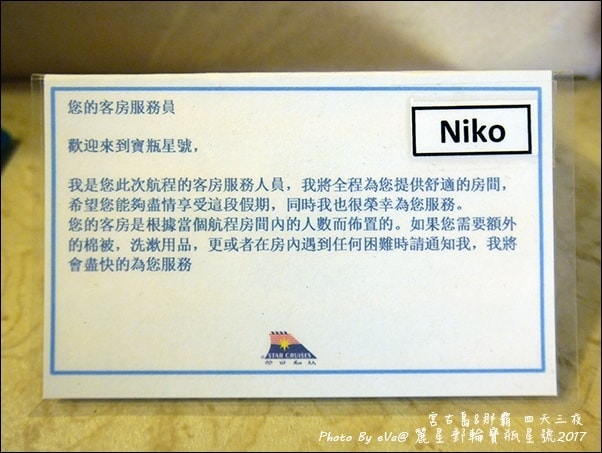 您的客房服務員
Niko
歡迎來到寶瓶星號，
我是您此次航程的客房服務人員，我將全程為您提供舒適的房間，
希望您能夠盡情享受這段假期，同時我也很榮幸為您服務。
您的客房是根據當個航程房間內的人數而佈置的。如果您需要額外
的棉被，洗漱用品，更或者在房內遇到任何困難時請通知我，我將
會盡快的為您服務
STAR CRUISES
宮古島&那霸 四天三夜
Photo By eVa@ 麗星郵輪寶瓶星號2017